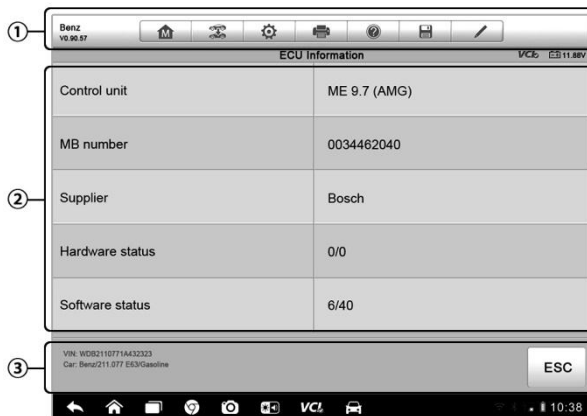 ①
Benz
V0.90.57
M
ECU Information
VCI 11.88V
②
Control unit ME 9.7 (AMG)
MB number 0034462040
Supplier Bosch
Hardware status 0/0
Software status 6/40
③
VIN: WDB2110771A432323
Car: Benz/211.077 E63/Gasoline
ESC
VCI 10:38